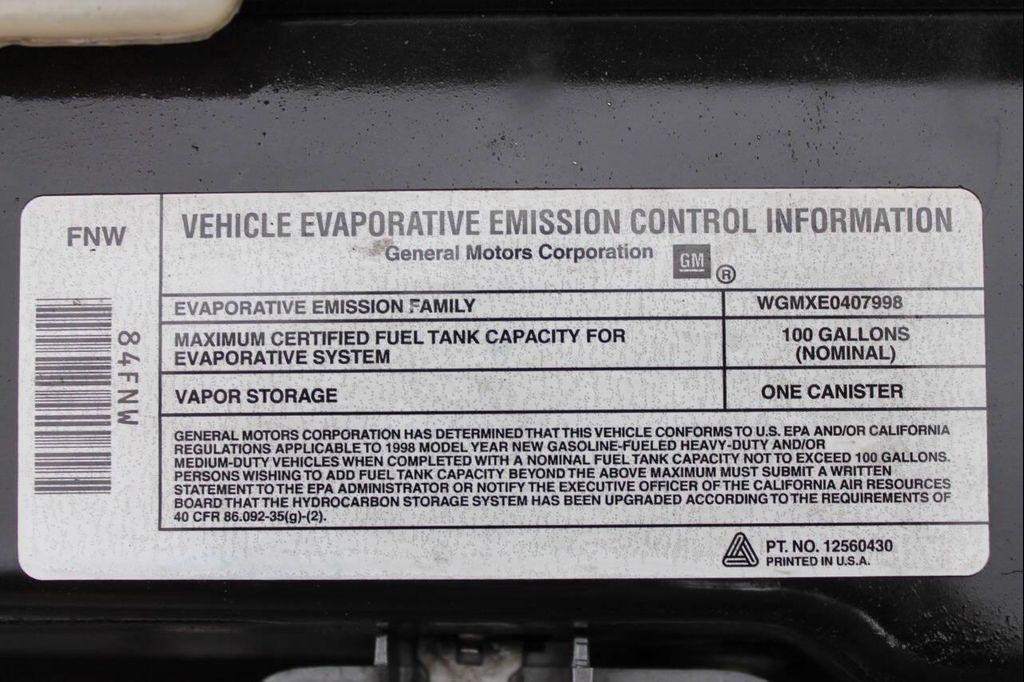 FNW
84FNW
VEHICLE EVAPORATIVE EMISSION CONTROL INFORMATION
General Motors Corporation GM ®
EVAPORATIVE EMISSION FAMILY WGMXE0407998
MAXIMUM CERTIFIED FUEL TANK CAPACITY FOR
EVAPORATIVE SYSTEM
100 GALLONS
(NOMINAL)
VAPOR STORAGE ONE CANISTER
GENERAL MOTORS CORPORATION HAS DETERMINED THAT THIS VEHICLE CONFORMS TO U.S. EPA AND/OR CALIFORNIA
REGULATIONS APPLICABLE TO 1998 MODEL YEAR NEW GASOLINE-FUELED HEAVY-DUTY AND/OR
MEDIUM-DUTY VEHICLES WHEN COMPLETED WITH A NOMINAL FUEL TANK CAPACITY NOT TO EXCEED 100 GALLONS.
PERSONS WISHING TO ADD FUEL TANK CAPACITY BEYOND THE ABOVE MAXIMUM MUST SUBMIT A WRITTEN
STATEMENT TO THE EPA ADMINISTRATOR OR NOTIFY THE EXECUTIVE OFFICER OF THE CALIFORNIA AIR RESOURCES
BOARD THAT THE HYDROCARBON STORAGE SYSTEM HAS BEEN UPGRADED ACCORDING TO THE REQUIREMENTS OF
40 CFR 86.092-35(g)-(2).
PT. NO. 12560430
PRINTED IN U.S.A.